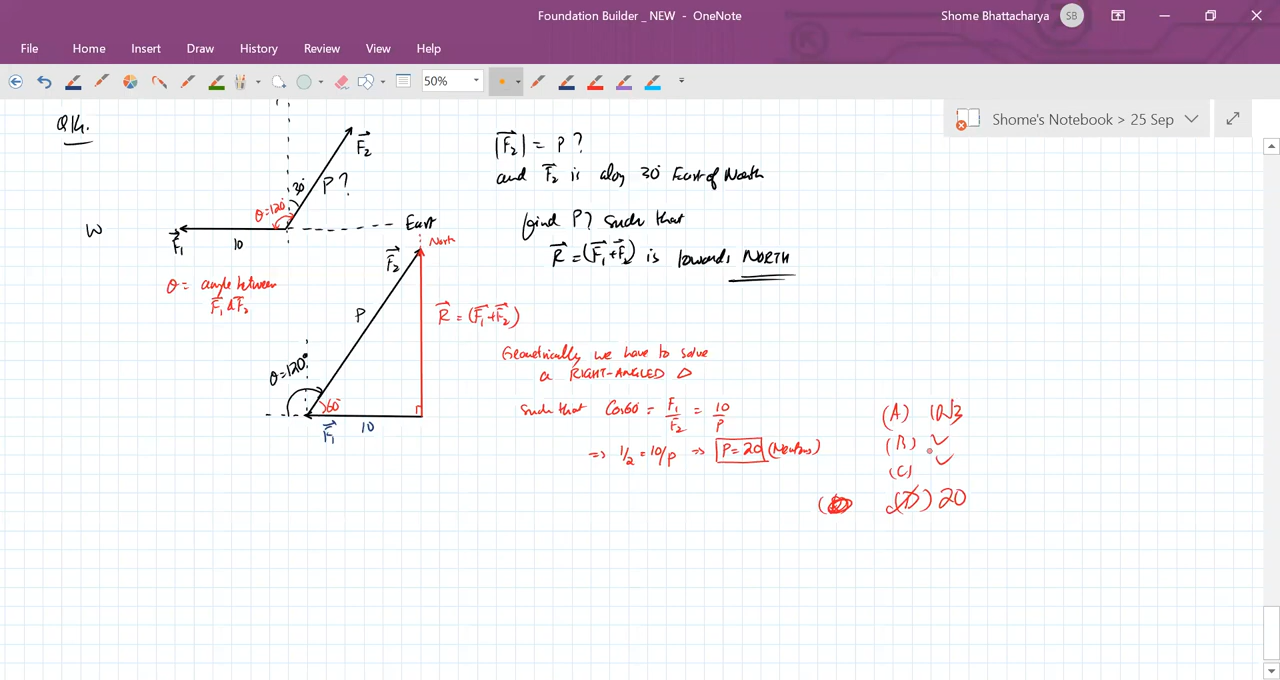 Foundation Builder _ NEW - OneNote
Shome Bhattacharya
SB
File Home Insert Draw History Review View Help
50%
Shome's Notebook > 25 Sep
Q14.
F₂
30°
P?
θ=120°
W
F₁
10
East
θ = angle between
F₁ & F₂
|F₂| = P?
and F₂ is along 30° East of North
find P? such that
R = (F₁+F₂) is towards NORTH
North
F₂
P
R = (F₁+F₂)
θ=120°
60°
F₁
10
Geometrically we have to solve
a RIGHT-ANGLED Δ
such that Cos60° = F₁/F₂ = 10/P
⇒ 1/2 = 10/P ⇒ P = 20 (Newtons)
(A) 10√3
(B) ✓
(C) ✓
(D) 20